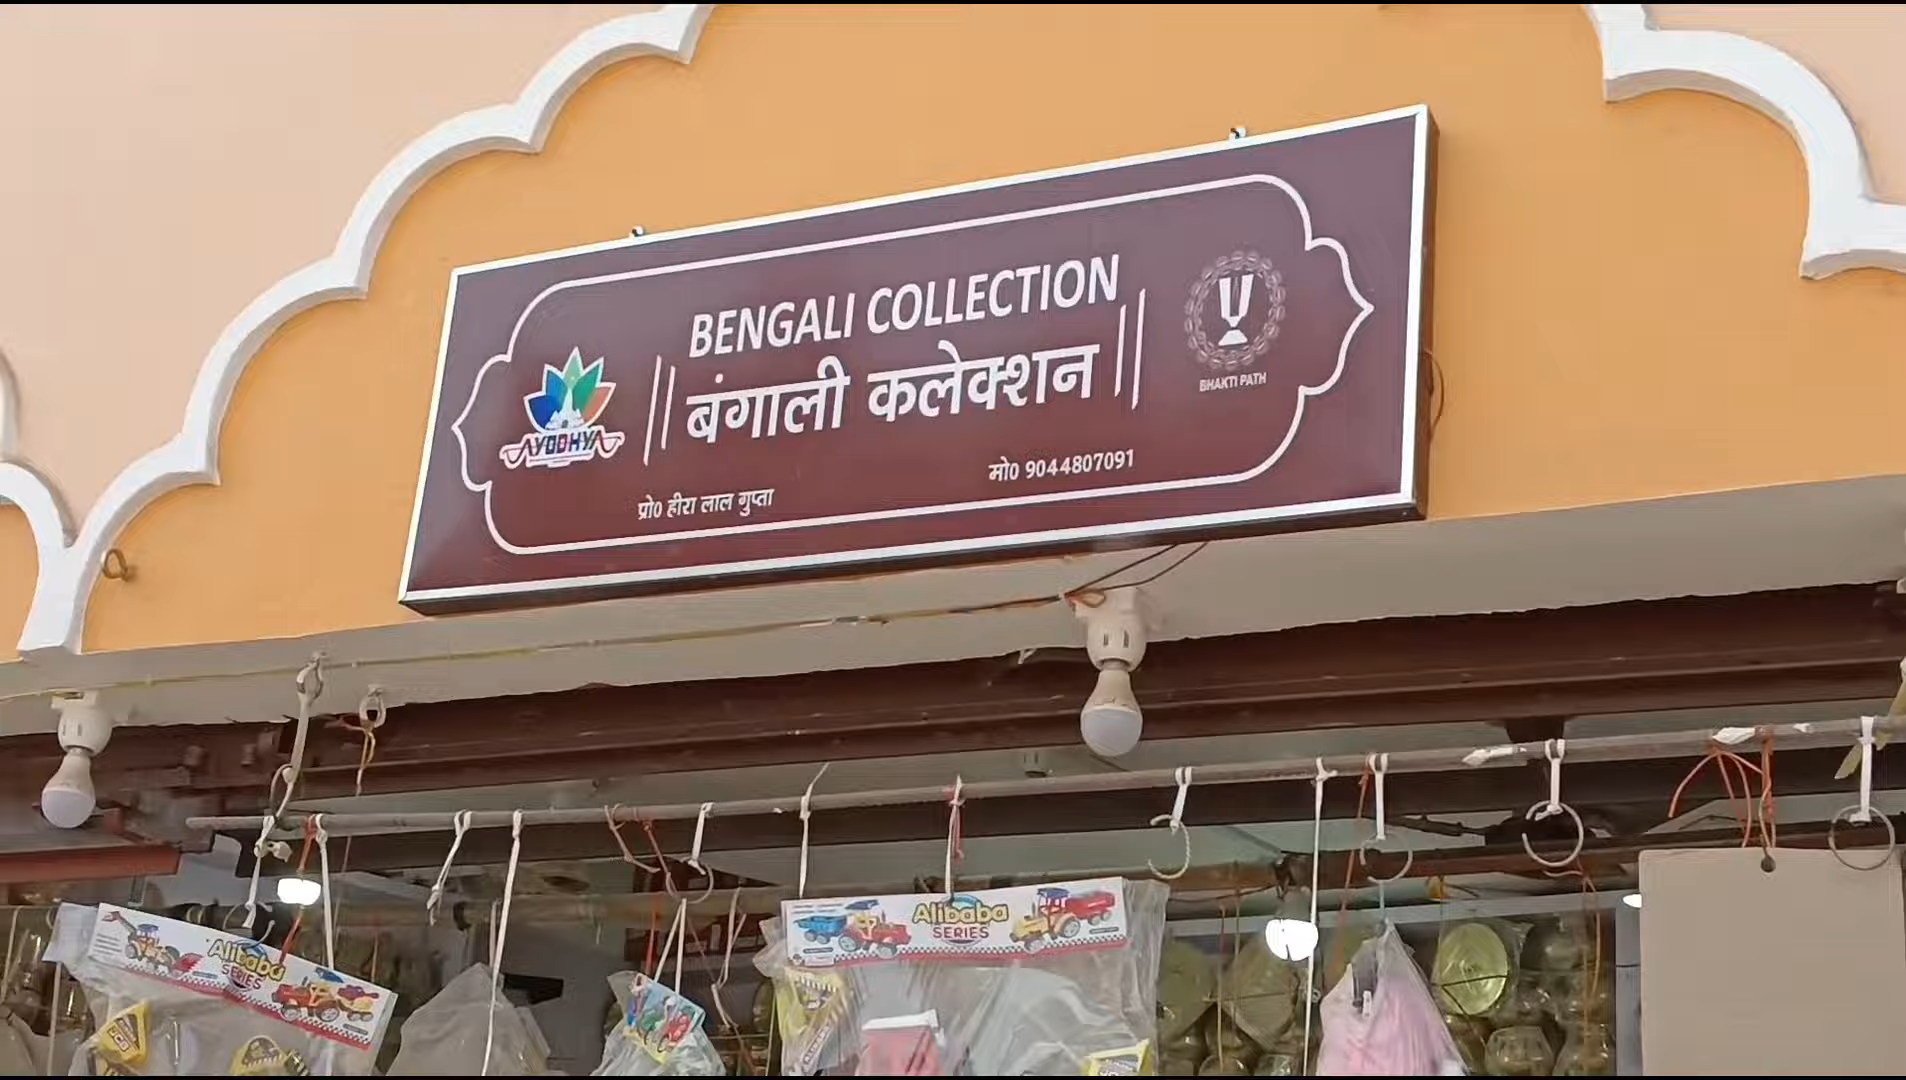 BENGALI COLLECTION
|| बंगाली कलेक्शन ||
AYODHYA
BHAKTI PATH
प्रो0 हीरा लाल गुप्ता
मो0 9044807091
Alibaba
SERIES
Alibaba
SERIES